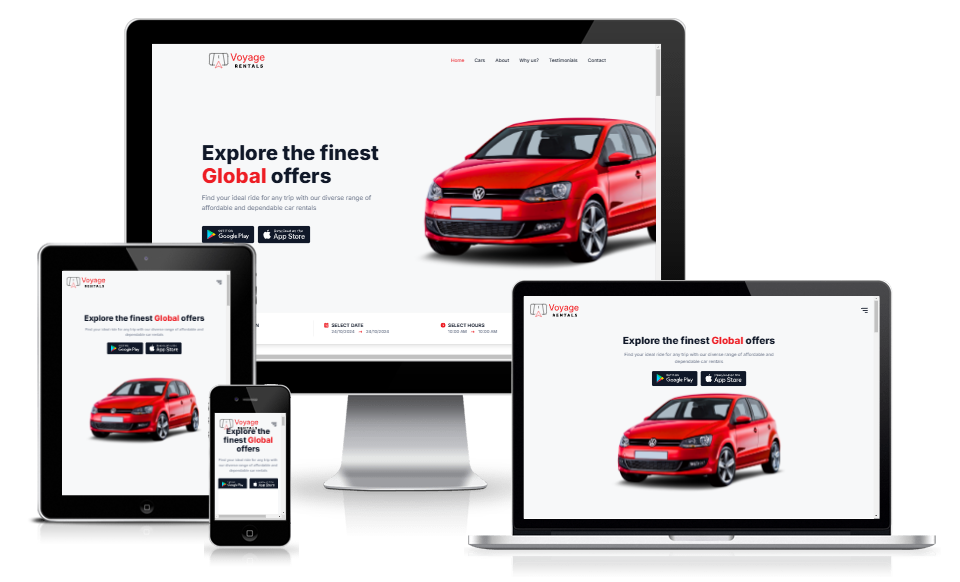 Voyage
RENTALS
Home Cars About Why us? Testimonials Contact
Explore the finest
Global offers
Find your ideal ride for any trip with our diverse range of
affordable and dependable car rentals
GET IT ON
Google Play
Download on the
App Store
SELECT DATE
SELECT HOURS
10:00 AM → 10:00 AM
Voyage
RENTALS
Explore the finest Global offers
Find your ideal ride for any trip with our diverse range of affordable and
dependable car rentals
Google Play
App Store
Voyage
RENTALS
Explore the
finest Global
offers
Find your ideal ride for any trip with
our diverse range of affordable and
dependable car rentals
Google Play
App Store
Voyage
RENTALS
Explore the finest Global offers
Find your ideal ride for any trip with our diverse range of affordable and
dependable car rentals
GET IT ON
Google Play
Download on the
App Store